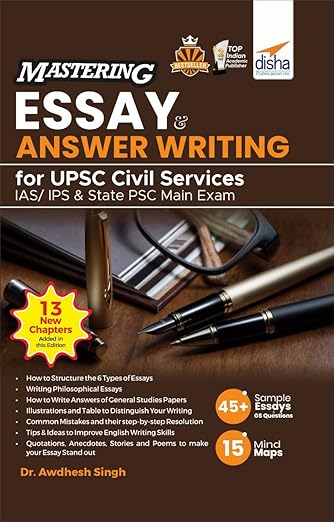 BESTSELLER
TOP
Indian
Academic
Publisher
disha
Publication Inc
MASTERING
ESSAY &
ANSWER WRITING
for UPSC Civil Services
IAS/ IPS & State PSC Main Exam
13
New
Chapters
Added in
this Edition
• How to Structure the 6 Types of Essays
• Writing Philosophical Essays
• How to Write Answers of General Studies Papers
• Illustrations and Table to Distinguish Your Writing
• Common Mistakes and their step-by-step Resolution
• Tips & Ideas to Improve English Writing Skills
• Quotations, Anecdotes, Stories and Poems to make
your Essay Stand out
45+
Sample
Essays
GS Questions
15
Mind
Maps
Dr. Awdhesh Singh